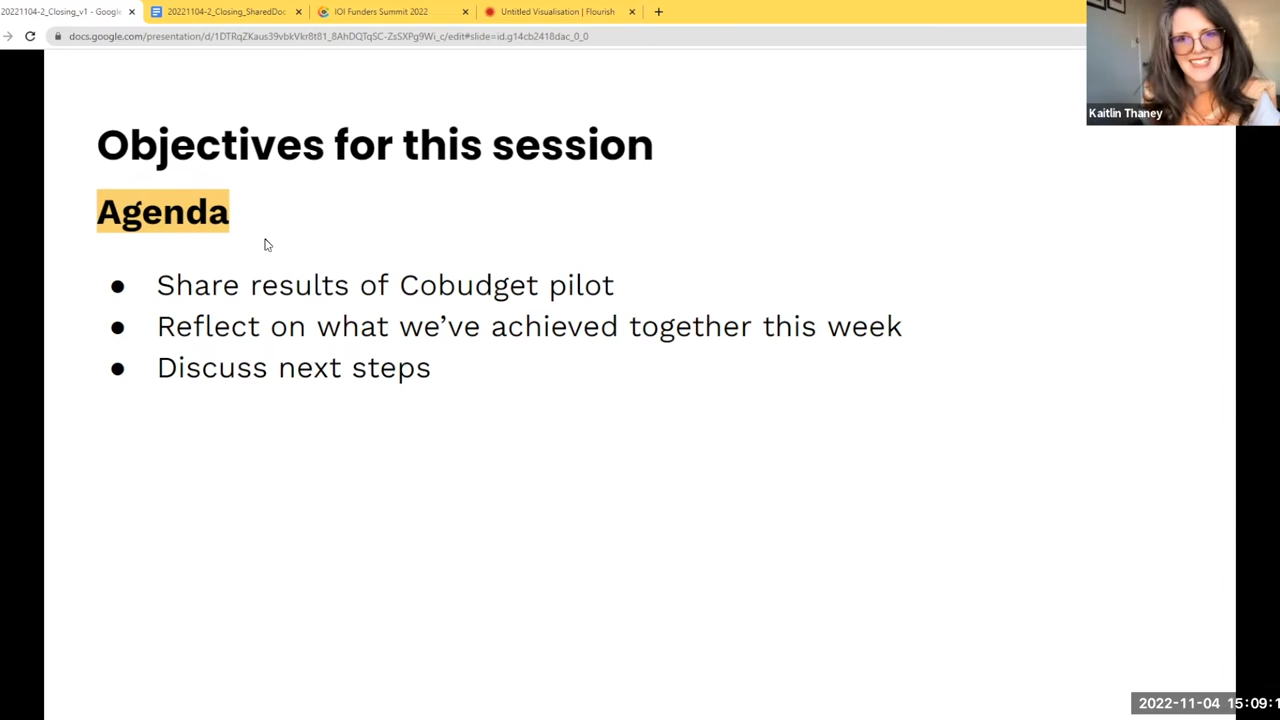 20221104-2_Closing_v1 - Google
20221104-2_Closing_SharedDoc
IOI Funders Summit 2022
Untitled Visualisation | Flourish
docs.google.com/presentation/d/1DTRqZKaus39vbkVkr8t81_8AhDQTqSC-ZsSXPg9Wi_c/edit#slide=id.g14cb2418dac_0_0
Kaitlin Thaney
Objectives for this session
Agenda
● Share results of Cobudget pilot
● Reflect on what we’ve achieved together this week
● Discuss next steps
2022-11-04 15:09:1